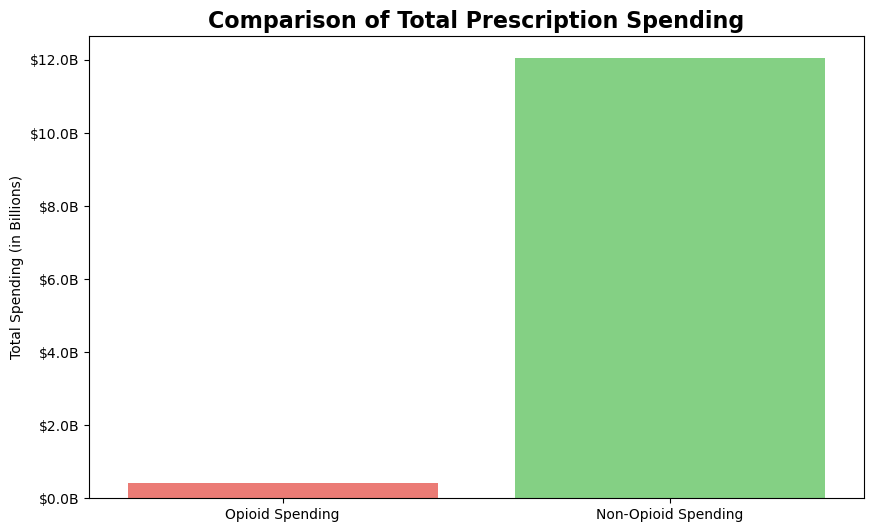 Comparison of Total Prescription Spending
Total Spending (in Billions)
$12.0B
$10.0B
$8.0B
$6.0B
$4.0B
$2.0B
$0.0B
Opioid Spending
Non-Opioid Spending